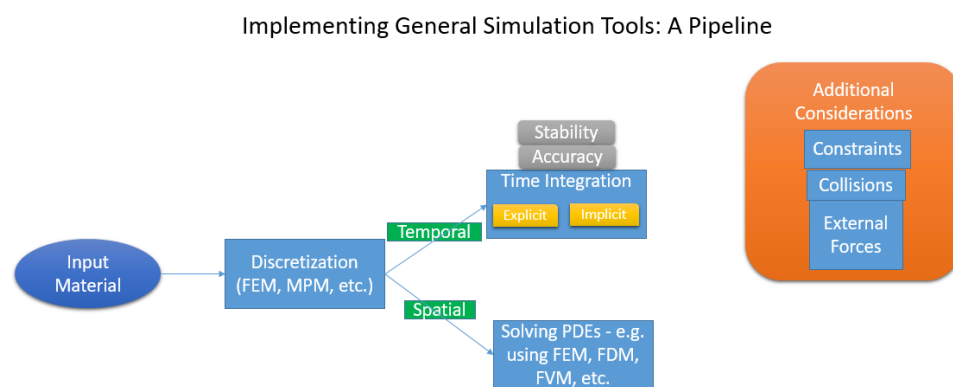 Implementing General Simulation Tools: A Pipeline
Input
Material
Discretization
(FEM, MPM, etc.)
Temporal
Spatial
Stability
Accuracy
Time Integration
Explicit
Implicit
Solving PDEs - e.g.
using FEM, FDM,
FVM, etc.
Additional
Considerations
Constraints
Collisions
External
Forces